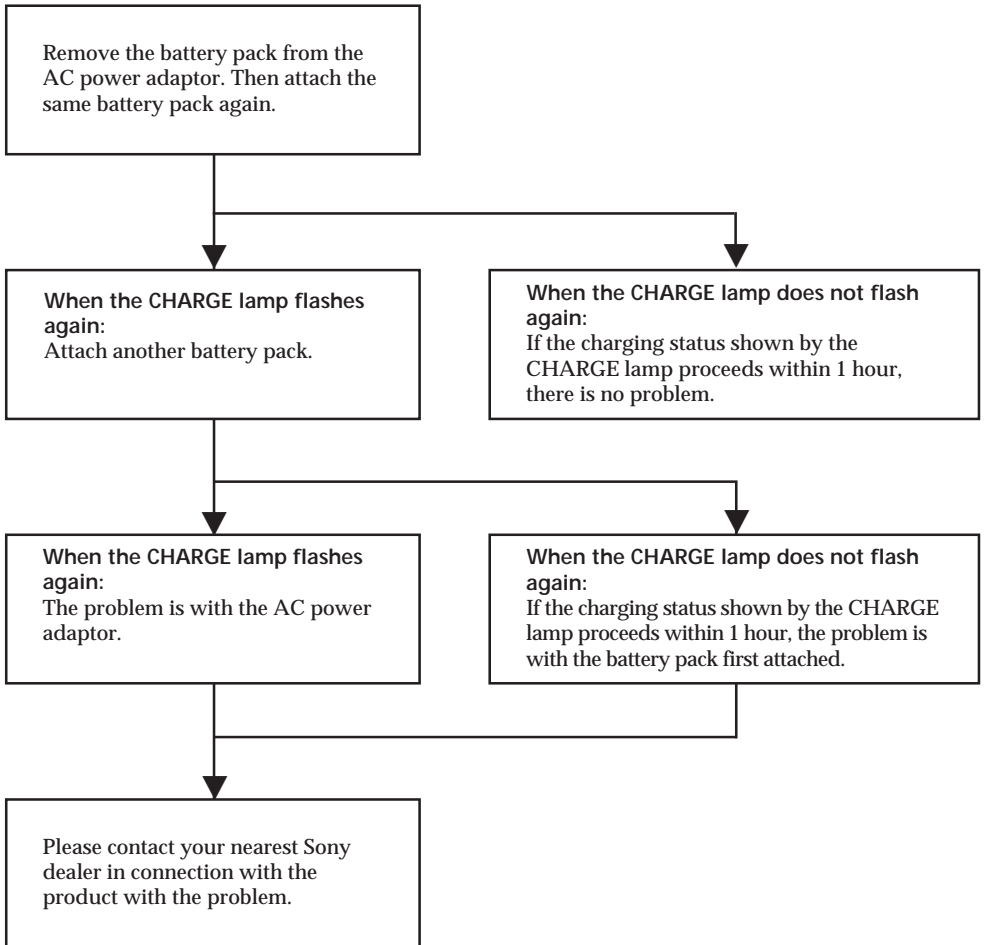 Remove the battery pack from the
AC power adaptor. Then attach the
same battery pack again.
When the CHARGE lamp flashes
again:
Attach another battery pack.
When the CHARGE lamp does not flash
again:
If the charging status shown by the
CHARGE lamp proceeds within 1 hour,
there is no problem.
When the CHARGE lamp flashes
again:
The problem is with the AC power
adaptor.
When the CHARGE lamp does not flash
again:
If the charging status shown by the CHARGE
lamp proceeds within 1 hour, the problem is
with the battery pack first attached.
Please contact your nearest Sony
dealer in connection with the
product with the problem.